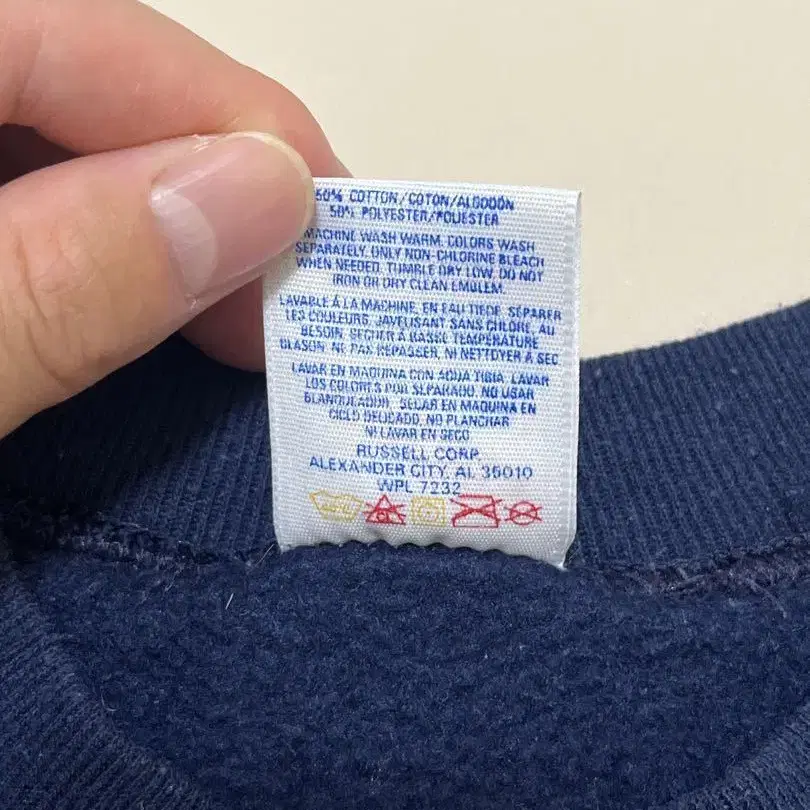 50% COTTON/COTON/ALGODÓN
50% POLYESTER/POLIESTER
MACHINE WASH WARM. COLORS WASH
SEPARATELY. ONLY NON-CHLORINE BLEACH
WHEN NEEDED. TUMBLE DRY LOW. DO NOT
IRON OR DRY CLEAN EMBLEM.
LAVABLE À LA MACHINE, EN EAU TIEDE. SÉPARER
LES COULEURS. JAVELISANT SANS CHLORE, AU
BESOIN. SÉCHER À BASSE TEMPÉRATURE
BLASON, NE PAS REPASSER, NI NETTOYER À SEC
LAVAR EN MAQUINA CON AGUA TIBIA. LAVAR
LOS COLORES POR SEPARADO. NO USAR
BLANQUEADOR. SECAR EN MAQUINA EN
CICLO DELICADO. NO PLANCHAR
NI LAVAR EN SECO
RUSSELL CORP.
ALEXANDER CITY, AL 35010
WPL 7232